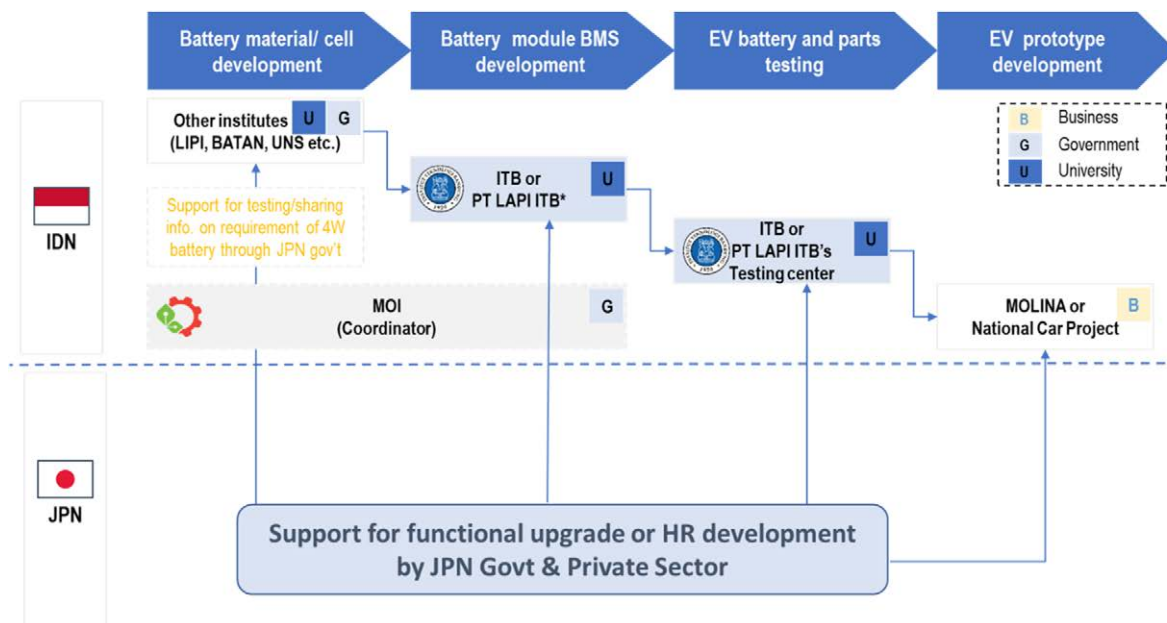 Battery material/ cell
development
Battery module BMS
development
EV battery and parts
testing
EV prototype
development
Other institutes
(LIPI, BATAN, UNS etc.)
U
G
B
Business
G
Government
U
University
ITB or
PT LAPI ITB*
U
IDN
Support for testing/sharing
info. on requirement of 4W
battery through JPN gov't
ITB or
PT LAPI ITB's
Testing center
U
MOI
(Coordinator)
G
MOLINA or
National Car Project
B
JPN
Support for functional upgrade or HR development
by JPN Govt & Private Sector